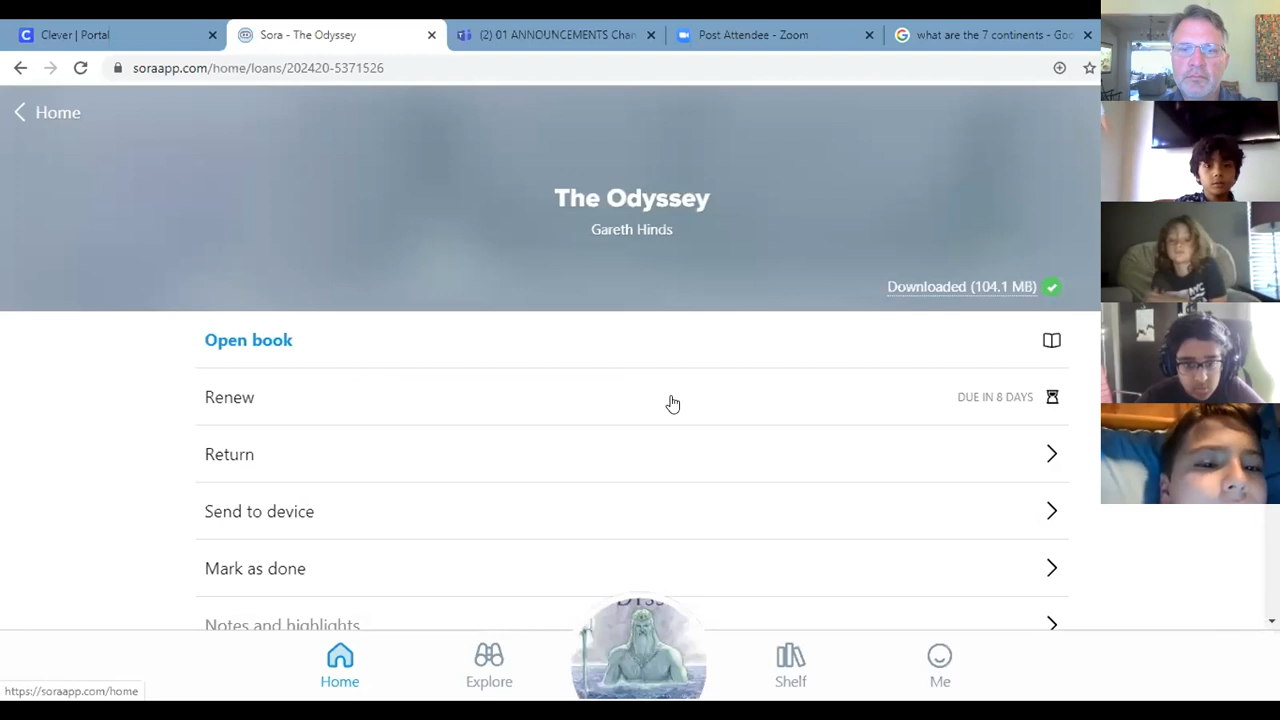 Clever | Portal
Sora - The Odyssey
(2) 01 ANNOUNCEMENTS Chan
Post Attendee - Zoom
what are the 7 continents - Goo
soraapp.com/home/loans/202420-5371526
Home
The Odyssey
Gareth Hinds
Downloaded (104.1 MB)
Open book
Renew
DUE IN 8 DAYS
Return
Send to device
Mark as done
Notes and highlights
Home
Explore
Shelf
Me
https://soraapp.com/home